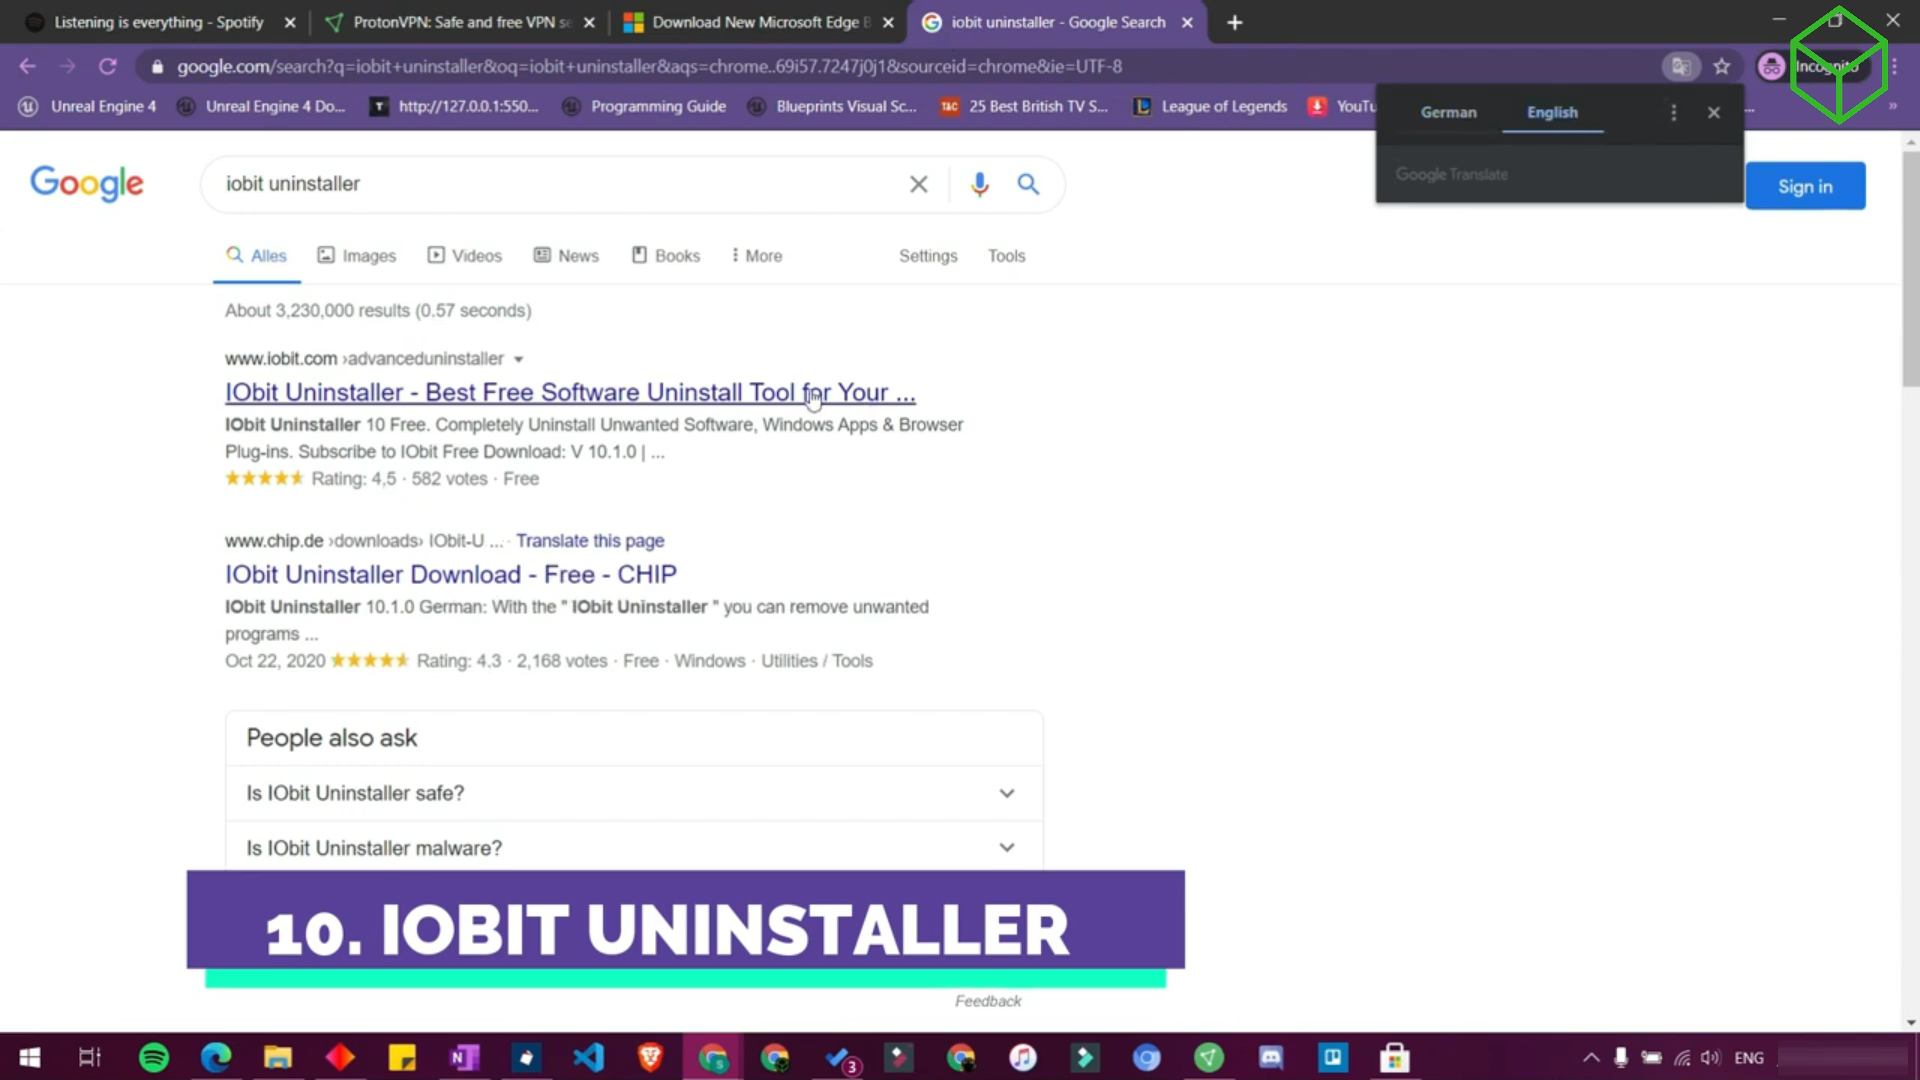 Listening is everything - Spotify
ProtonVPN: Safe and free VPN se
Download New Microsoft Edge B
iobit uninstaller - Google Search
google.com/search?q=iobit+uninstaller&oq=iobit+uninstaller&aqs=chrome..69i57.7247j0j1&sourceid=chrome&ie=UTF-8
Incognito
Unreal Engine 4
Unreal Engine 4 Do...
http://127.0.0.1:550...
Programming Guide
Blueprints Visual Sc...
T&C 25 Best British TV S...
League of Legends
YouTu
German
English
Google Translate
Google
iobit uninstaller
Sign in
Alles
Images
Videos
News
Books
More
Settings
Tools
About 3,230,000 results (0.57 seconds)
www.iobit.com ›advanceduninstaller
IObit Uninstaller - Best Free Software Uninstall Tool for Your ...
IObit Uninstaller 10 Free. Completely Uninstall Unwanted Software, Windows Apps & Browser
Plug-ins. Subscribe to IObit Free Download: V 10.1.0 | ...
Rating: 4,5 · 582 votes · Free
www.chip.de ›downloads› IObit-U ... · Translate this page
IObit Uninstaller Download - Free - CHIP
IObit Uninstaller 10.1.0 German: With the " IObit Uninstaller " you can remove unwanted
programs ...
Oct 22, 2020 Rating: 4.3 · 2,168 votes · Free · Windows · Utilities / Tools
People also ask
Is IObit Uninstaller safe?
Is IObit Uninstaller malware?
10. IOBIT UNINSTALLER
Feedback
3
ENG